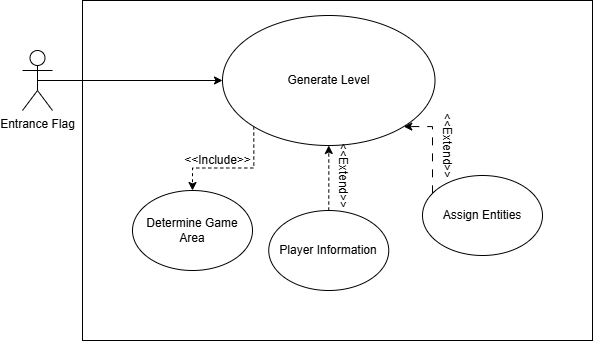 Generate Level
Entrance Flag
<<Include>>
<<Extend>>
<<Extend>>
Determine Game
Area
Player Information
Assign Entities